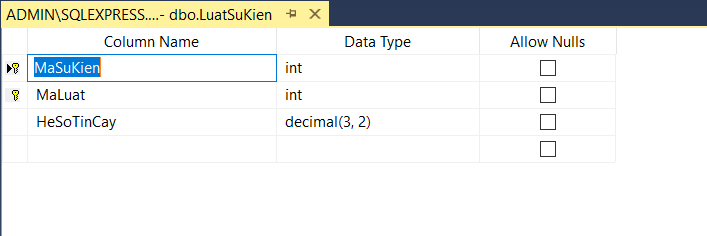 ADMIN\SQLEXPRESS....- dbo.LuatSuKien
Column Name Data Type Allow Nulls
MaSuKien int
MaLuat int
HeSoTinCay decimal(3, 2)